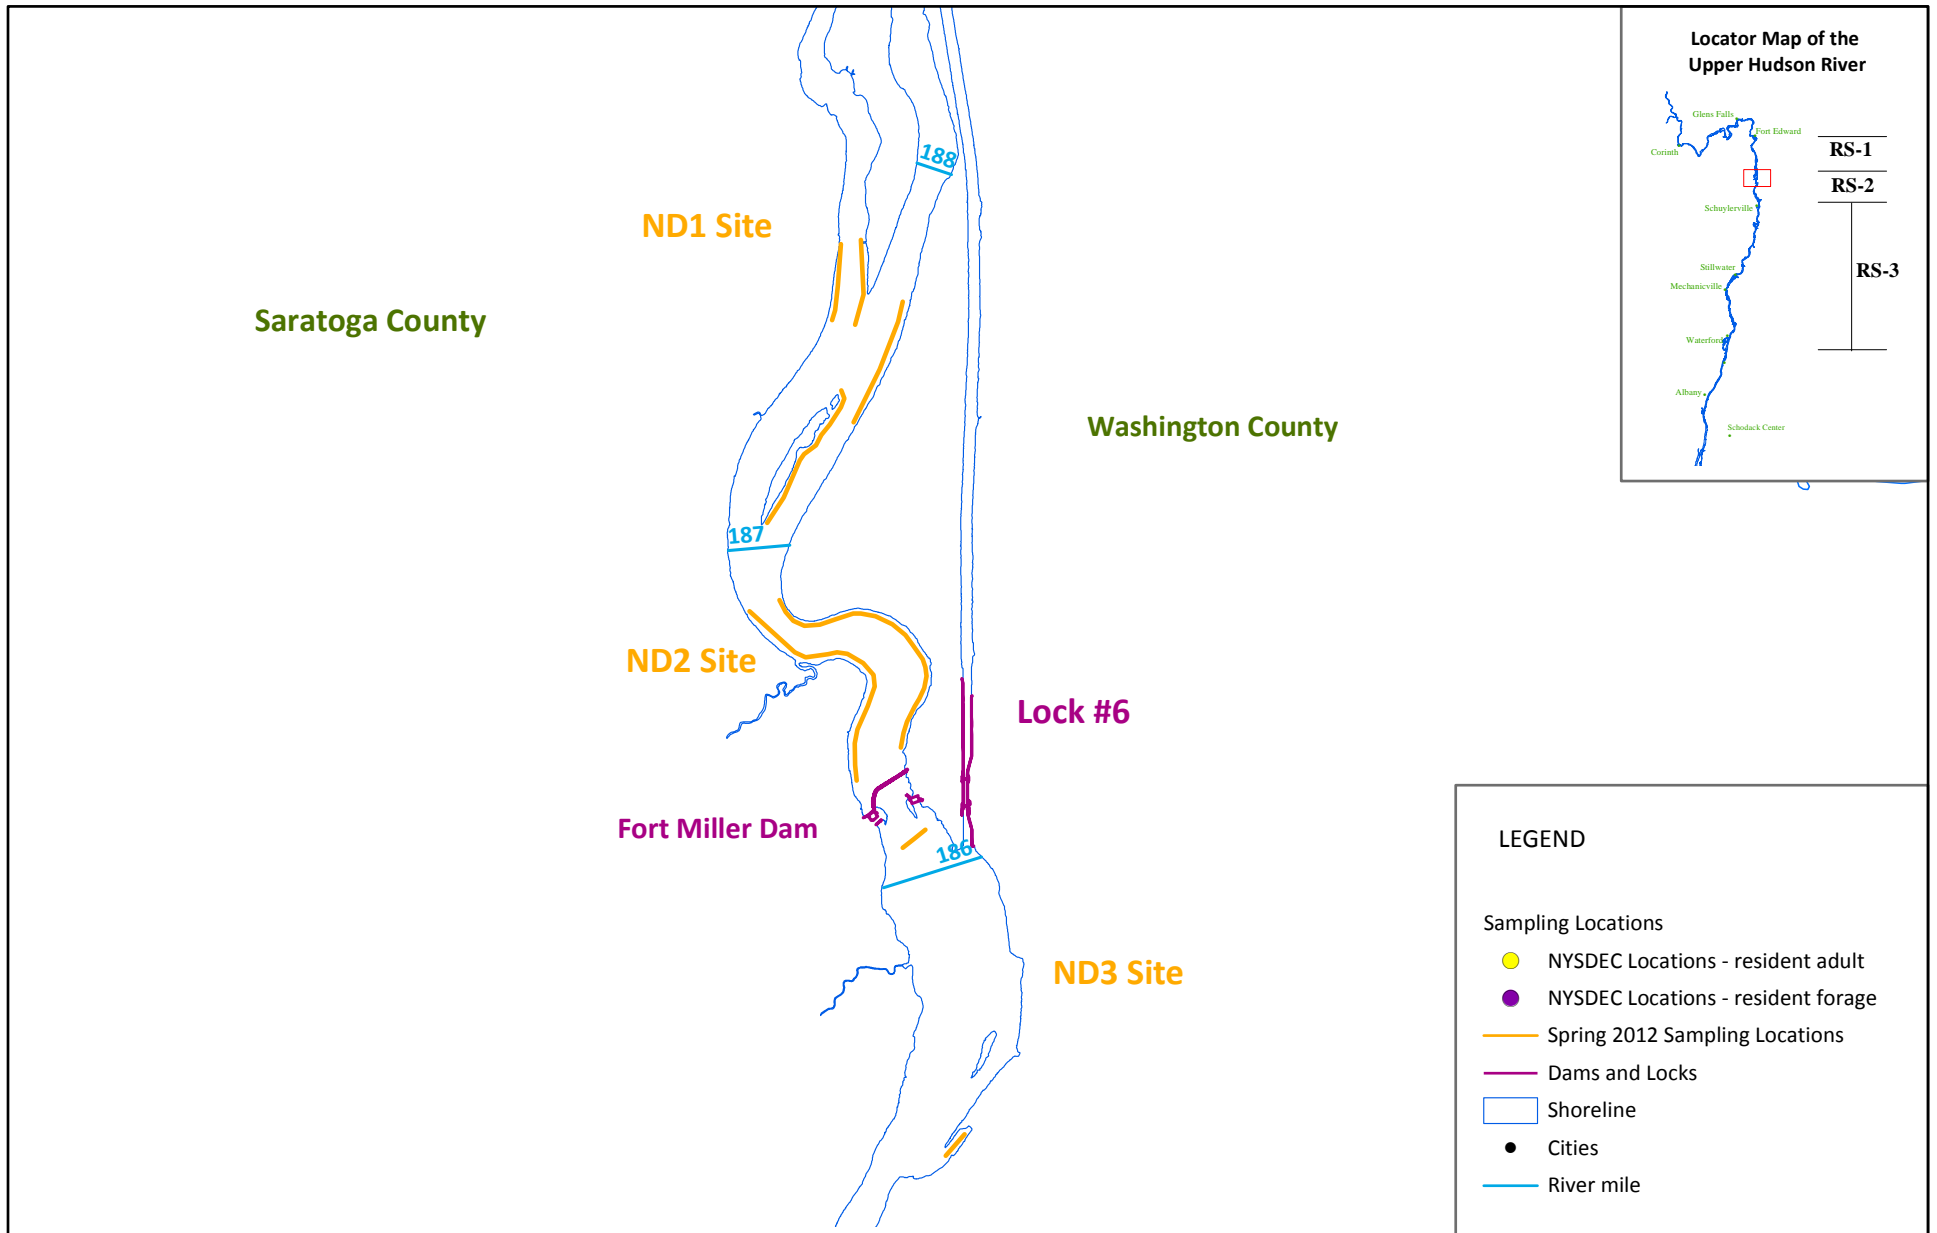 Locator Map of the
Upper Hudson River
Glens Falls
Fort Edward
Corinth
RS-1
RS-2
Schuylerville
RS-3
Stillwater
Mechanicville
Waterford
Albany
Schodack Center
188
ND1 Site
Saratoga County
Washington County
187
ND2 Site
Lock #6
Fort Miller Dam
186
ND3 Site
LEGEND
Sampling Locations
NYSDEC Locations - resident adult
NYSDEC Locations - resident forage
Spring 2012 Sampling Locations
Dams and Locks
Shoreline
Cities
River mile